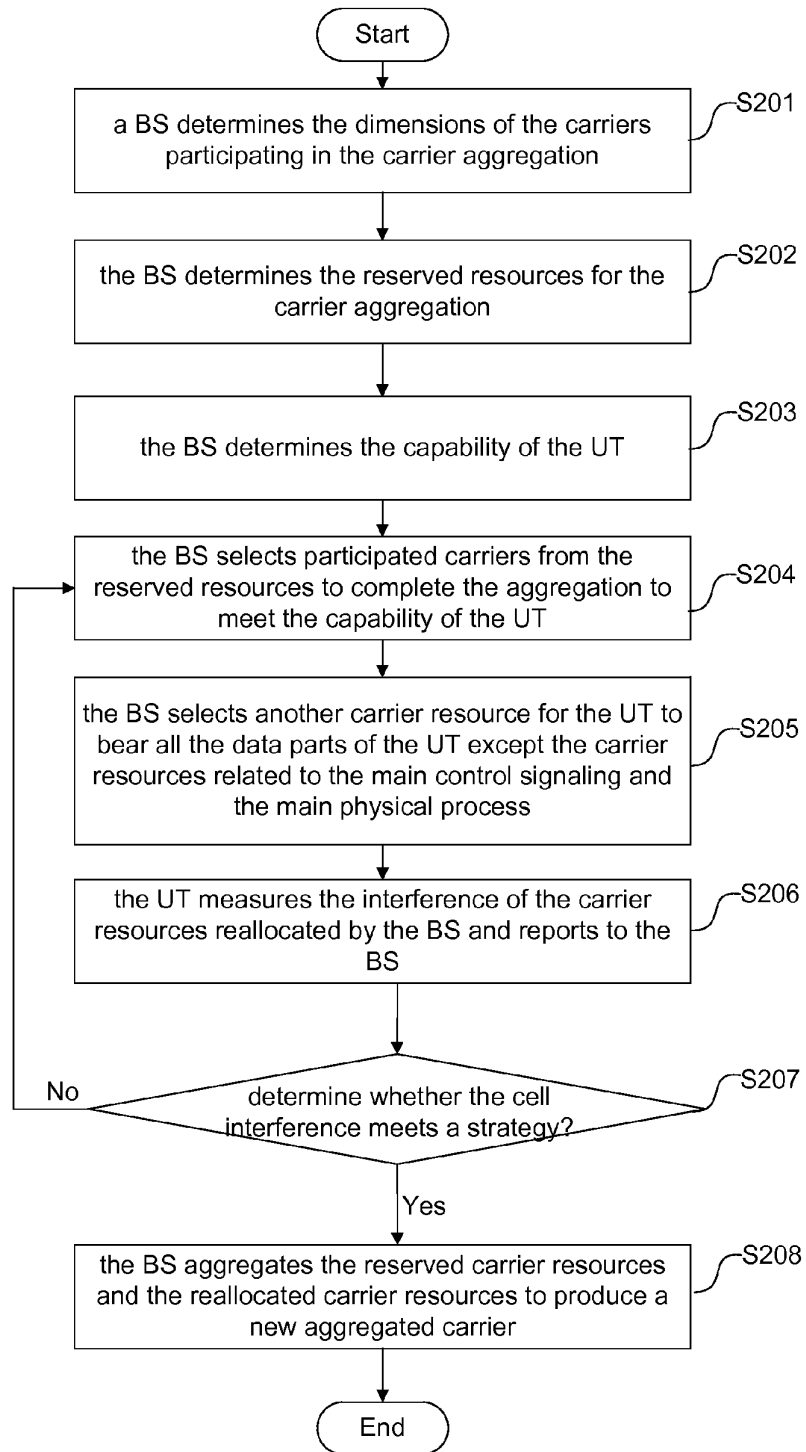 Start
a BS determines the dimensions of the carriers
participating in the carrier aggregation
S201
the BS determines the reserved resources for the
carrier aggregation
S202
the BS determines the capability of the UT
S203
the BS selects participated carriers from the
reserved resources to complete the aggregation to
meet the capability of the UT
S204
the BS selects another carrier resource for the UT to
bear all the data parts of the UT except the carrier
resources related to the main control signaling and
the main physical process
S205
the UT measures the interference of the carrier
resources reallocated by the BS and reports to the
BS
S206
No
determine whether the cell
interference meets a strategy?
S207
Yes
the BS aggregates the reserved carrier resources
and the reallocated carrier resources to produce a
new aggregated carrier
S208
End